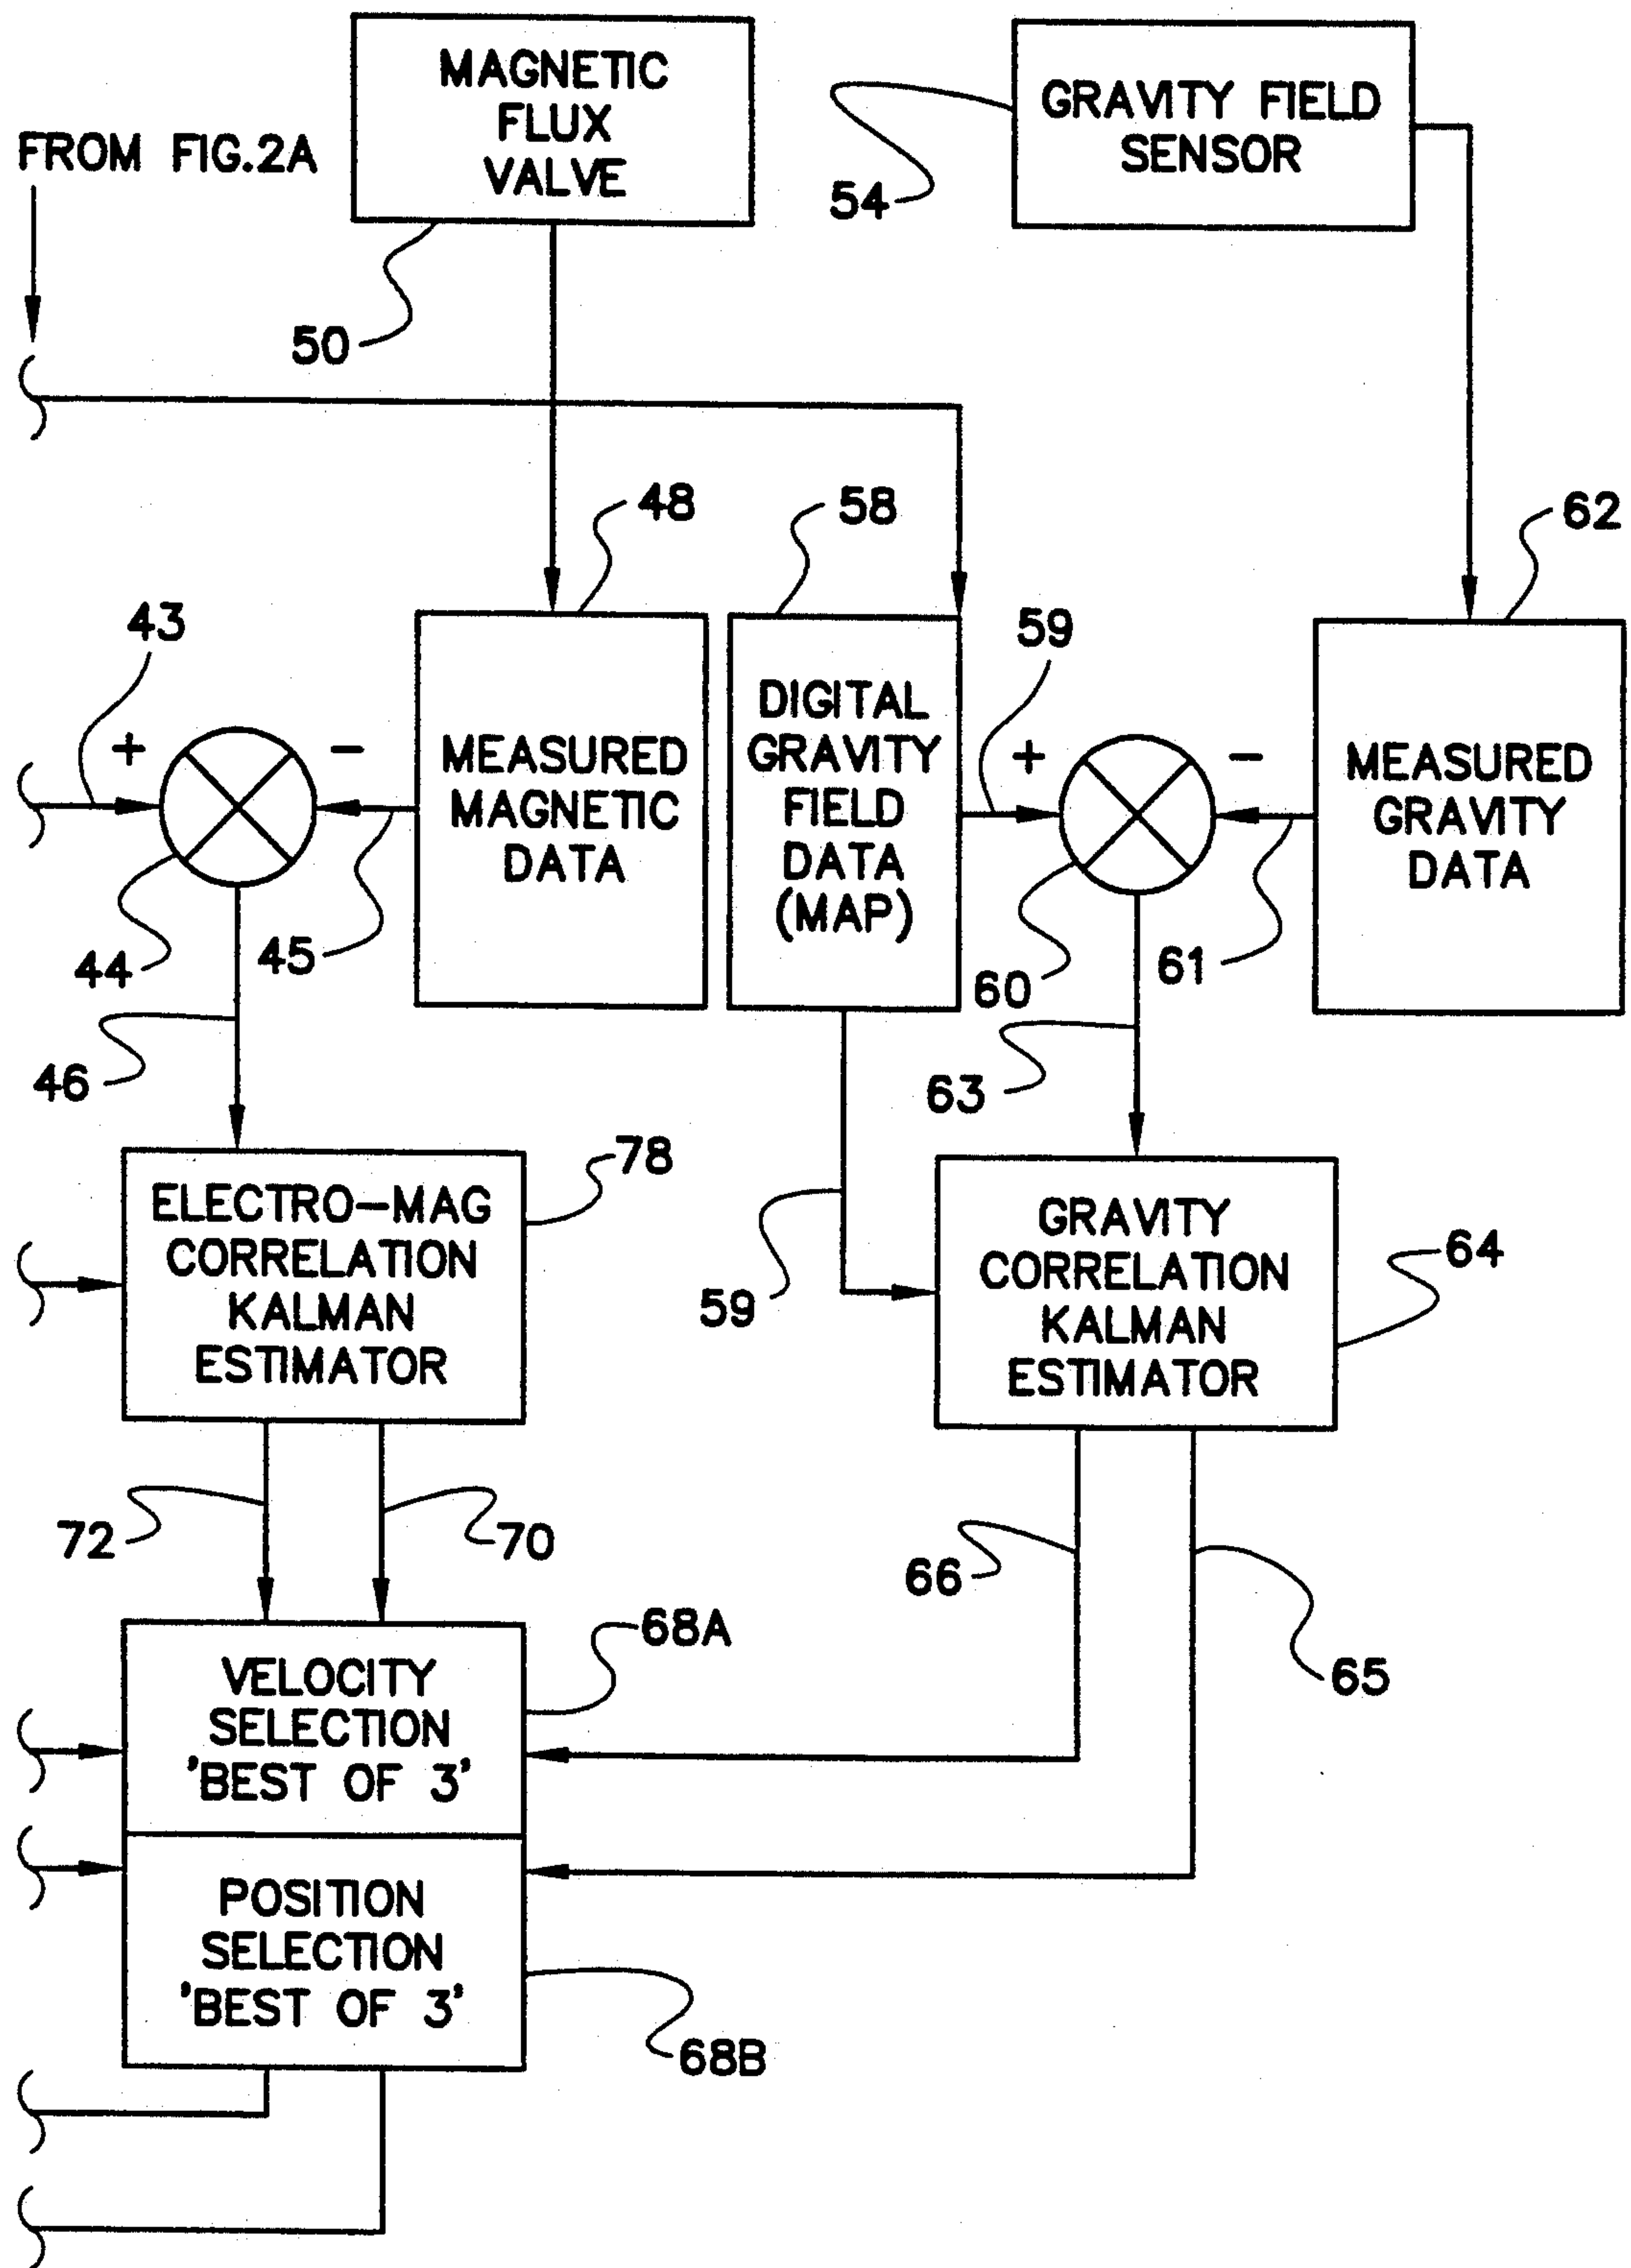 MAGNETIC
FLUX
VALVE
GRAVITY FIELD
SENSOR
FROM FIG.2A
54
50
48
58
62
43
59
+
-
MEASURED
MAGNETIC
DATA
DIGITAL
GRAVITY
FIELD
DATA
(MAP)
+
-
MEASURED
GRAVITY
DATA
44
45
60
61
46
63
78
ELECTRO-MAG
CORRELATION
KALMAN
ESTIMATOR
59
GRAVITY
CORRELATION
KALMAN
ESTIMATOR
64
72
70
66
65
68A
VELOCITY
SELECTION
'BEST OF 3'
POSITION
SELECTION
'BEST OF 3'
68B